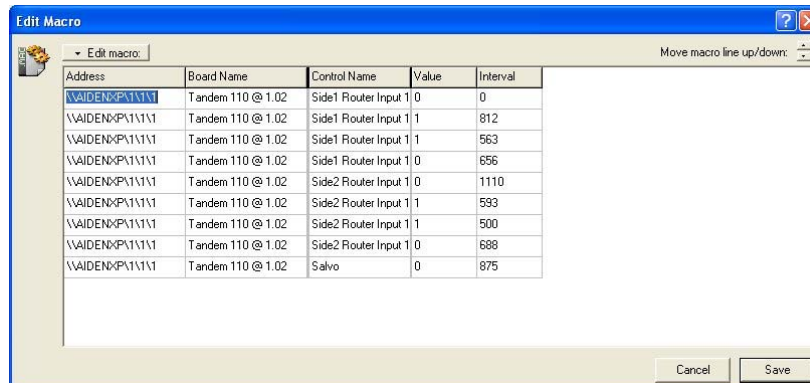 Edit Macro
Edit macro: Move macro line up/down:
Address Board Name Control Name Value Interval
\\AIDENXP\1\1\1 Tandem 110 @ 1.02 Side1 Router Input 1 0 0
\\AIDENXP\1\1\1 Tandem 110 @ 1.02 Side1 Router Input 1 1 812
\\AIDENXP\1\1\1 Tandem 110 @ 1.02 Side1 Router Input 1 1 563
\\AIDENXP\1\1\1 Tandem 110 @ 1.02 Side1 Router Input 1 0 656
\\AIDENXP\1\1\1 Tandem 110 @ 1.02 Side2 Router Input 1 0 1110
\\AIDENXP\1\1\1 Tandem 110 @ 1.02 Side2 Router Input 1 1 593
\\AIDENXP\1\1\1 Tandem 110 @ 1.02 Side2 Router Input 1 1 500
\\AIDENXP\1\1\1 Tandem 110 @ 1.02 Side2 Router Input 1 0 688
\\AIDENXP\1\1\1 Tandem 110 @ 1.02 Salvo 0 875
Cancel Save